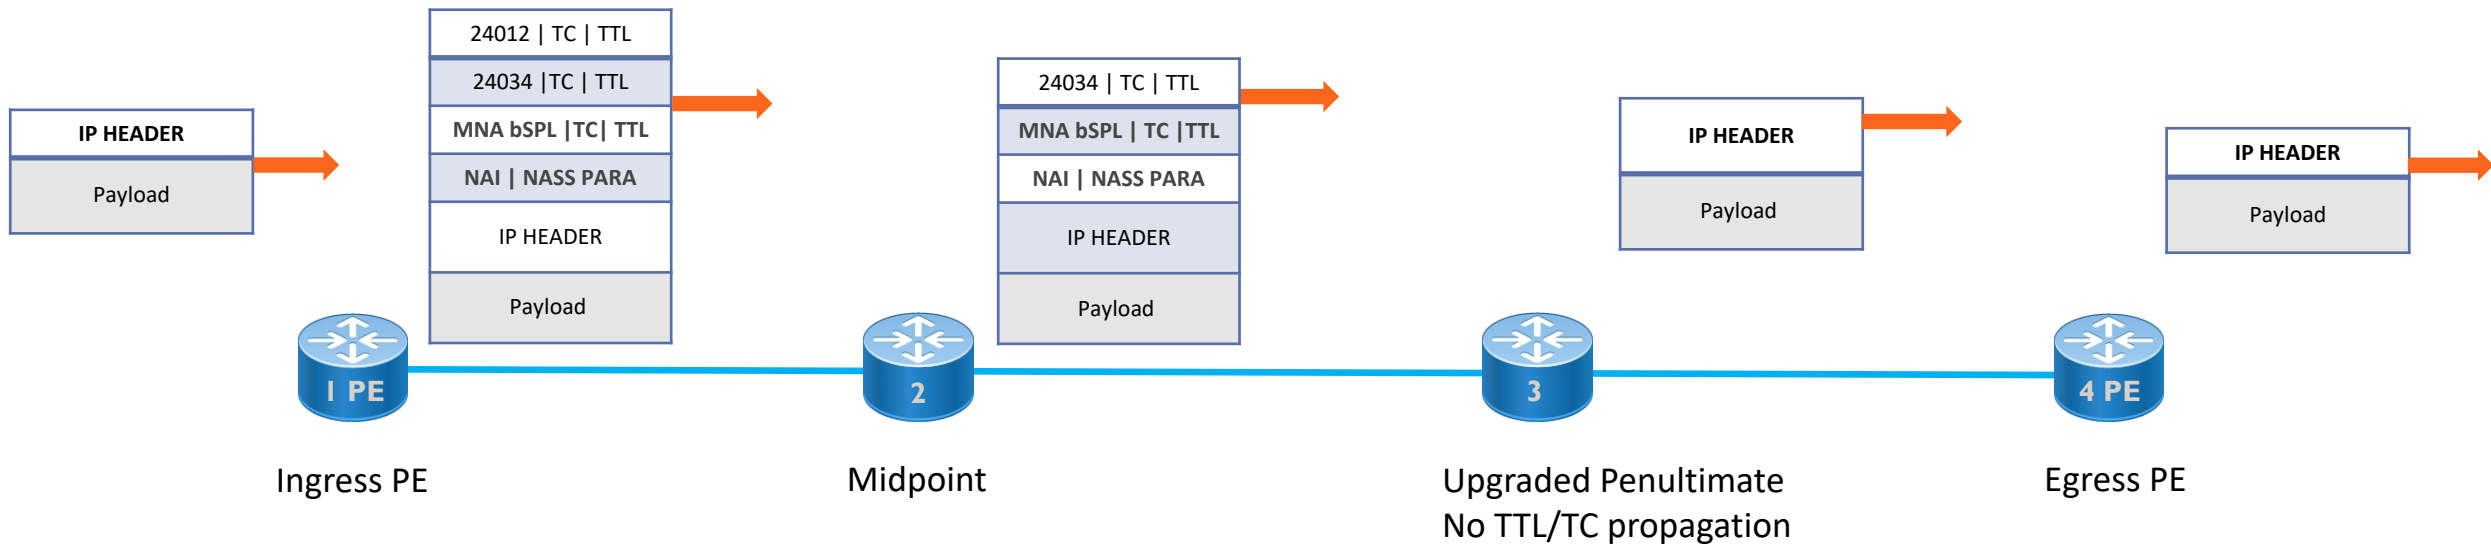 IP HEADER
Payload
24012 | TC | TTL
24034 |TC | TTL
MNA bSPL |TC| TTL
NAI | NASS PARA
IP HEADER
Payload
24034 | TC | TTL
MNA bSPL | TC |TTL
NAI | NASS PARA
IP HEADER
Payload
IP HEADER
Payload
IP HEADER
Payload
1 PE
2
3
4 PE
Ingress PE
Midpoint
Upgraded Penultimate
No TTL/TC propagation
Egress PE